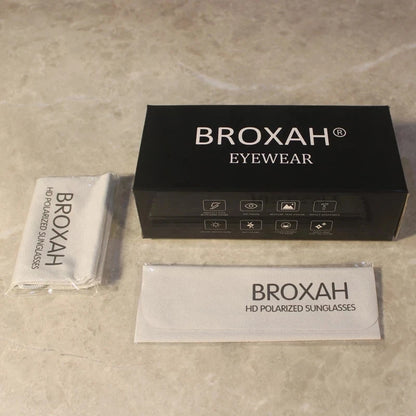 BROXAH®
EYEWEAR
BROXAH
HD POLARIZED SUNGLASSES
BROXAH
HD POLARIZED SUNGLASSES